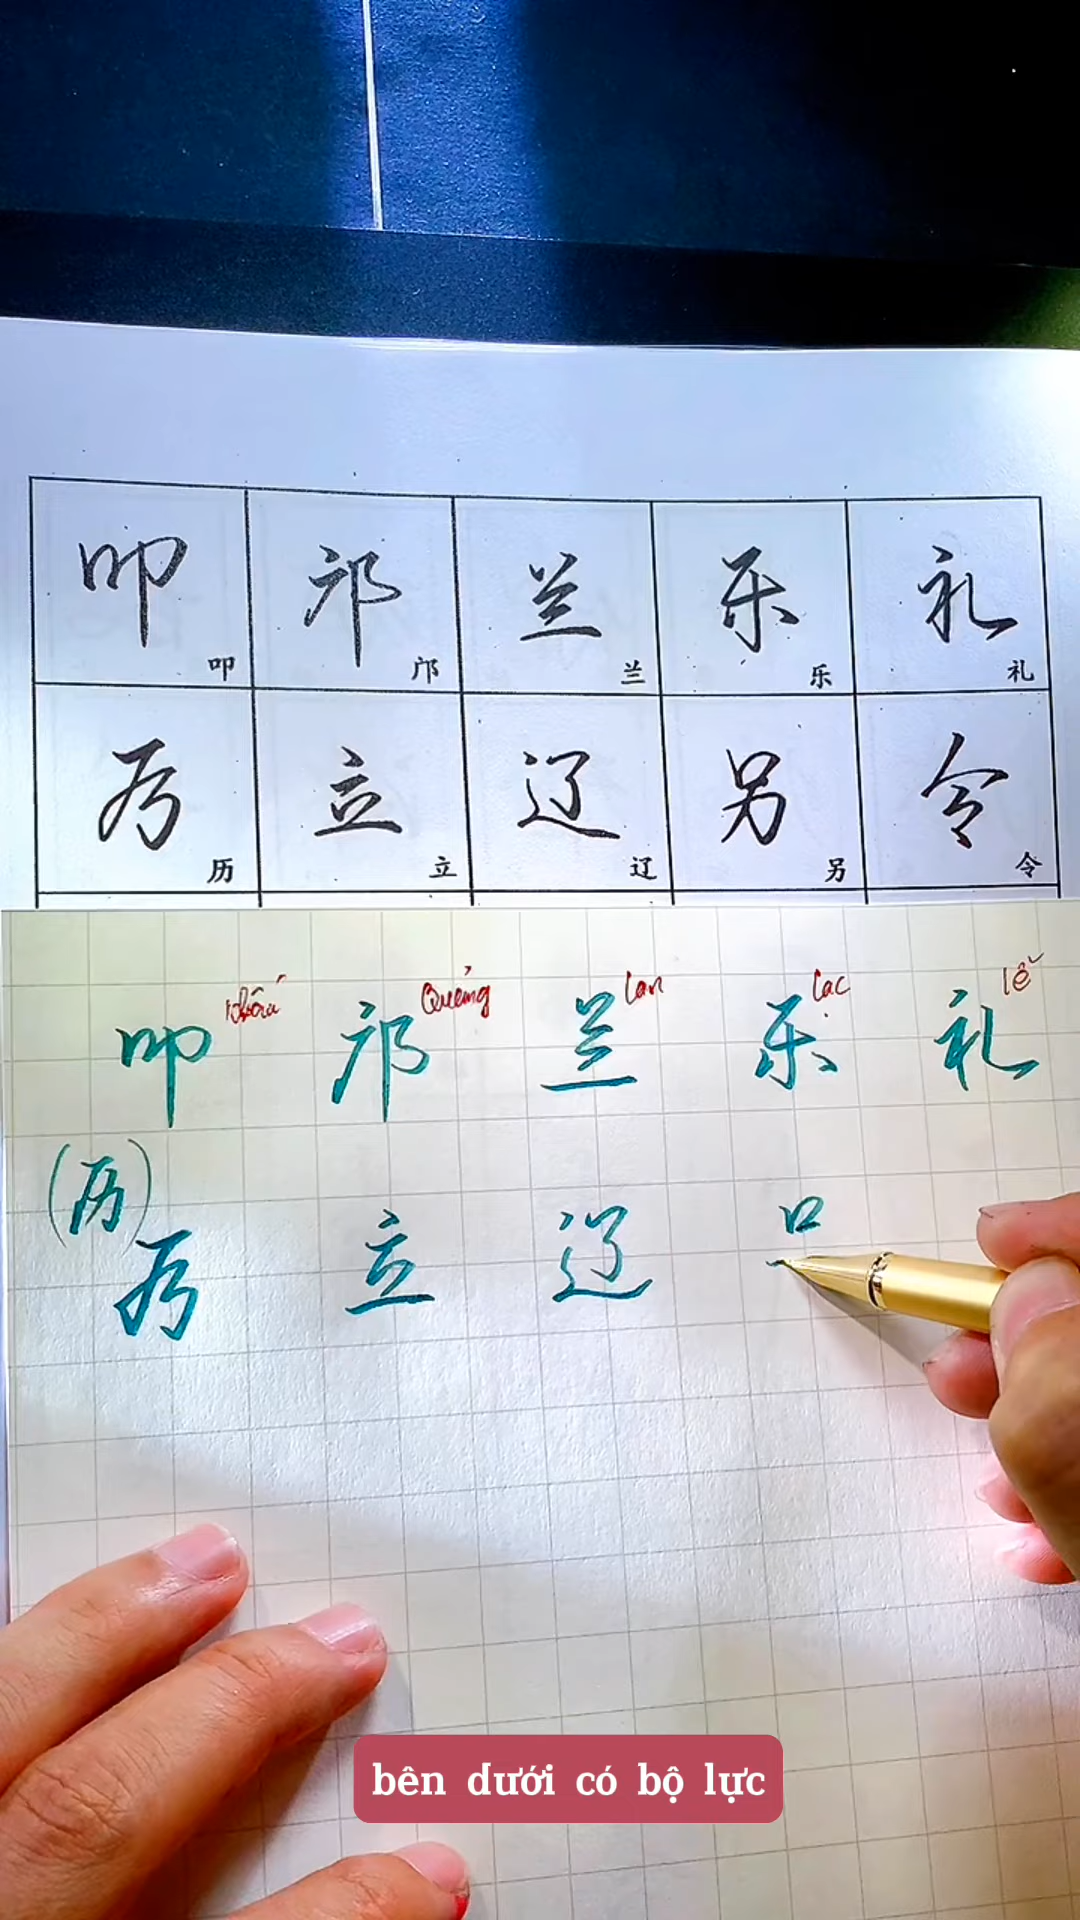 叩 邝 兰 乐 礼
叩 邝 兰 乐 礼
历 立 辽 另 令
历 立 辽 另 令
khấu Quảng lan lạc lễ
叩 邝 兰 乐 礼
(历)
历 立 辽 口
bên dưới có bộ lực